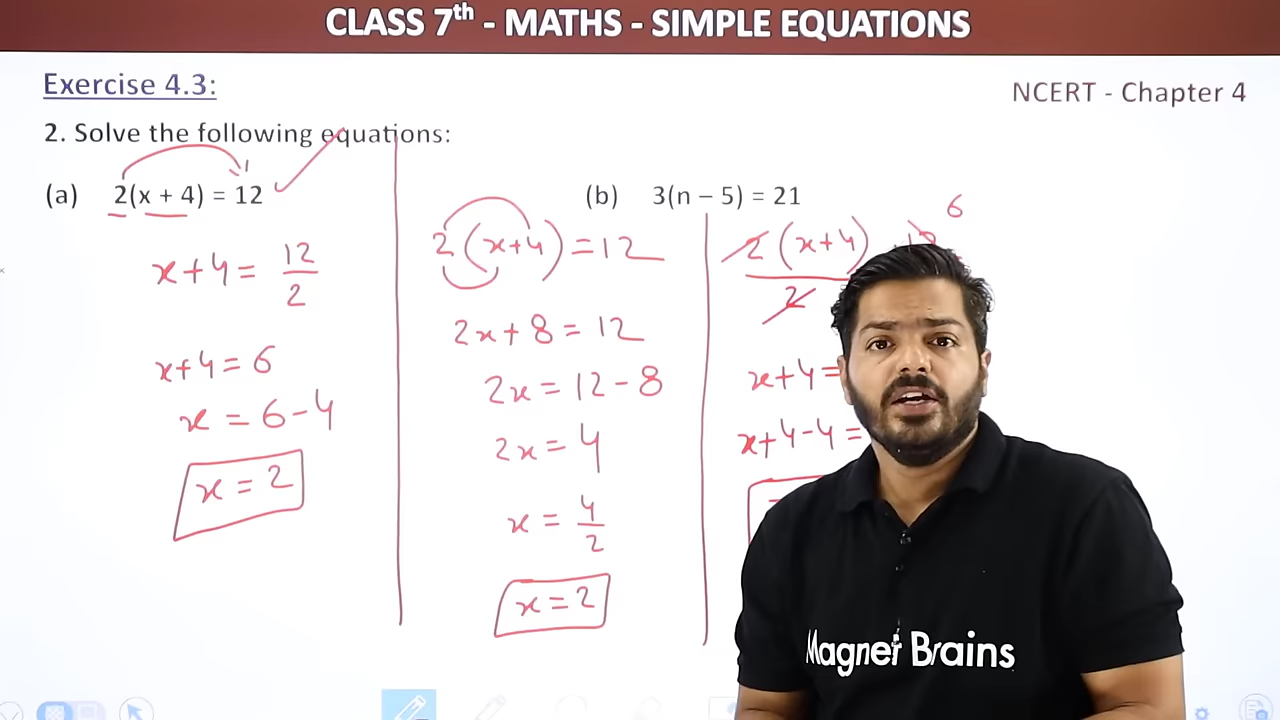 CLASS 7th - MATHS - SIMPLE EQUATIONS
Exercise 4.3:
NCERT - Chapter 4
2. Solve the following equations:
(a) 2(x + 4) = 12
x+4 = 12/2
x+4 = 6
x = 6-4
x = 2
2(x+4) = 12
2x+8 = 12
2x = 12-8
2x = 4
x = 4/2
x = 2
(b) 3(n – 5) = 21
6
2(x+4)
2
x+4=
x+4-4=
Magnet Brains